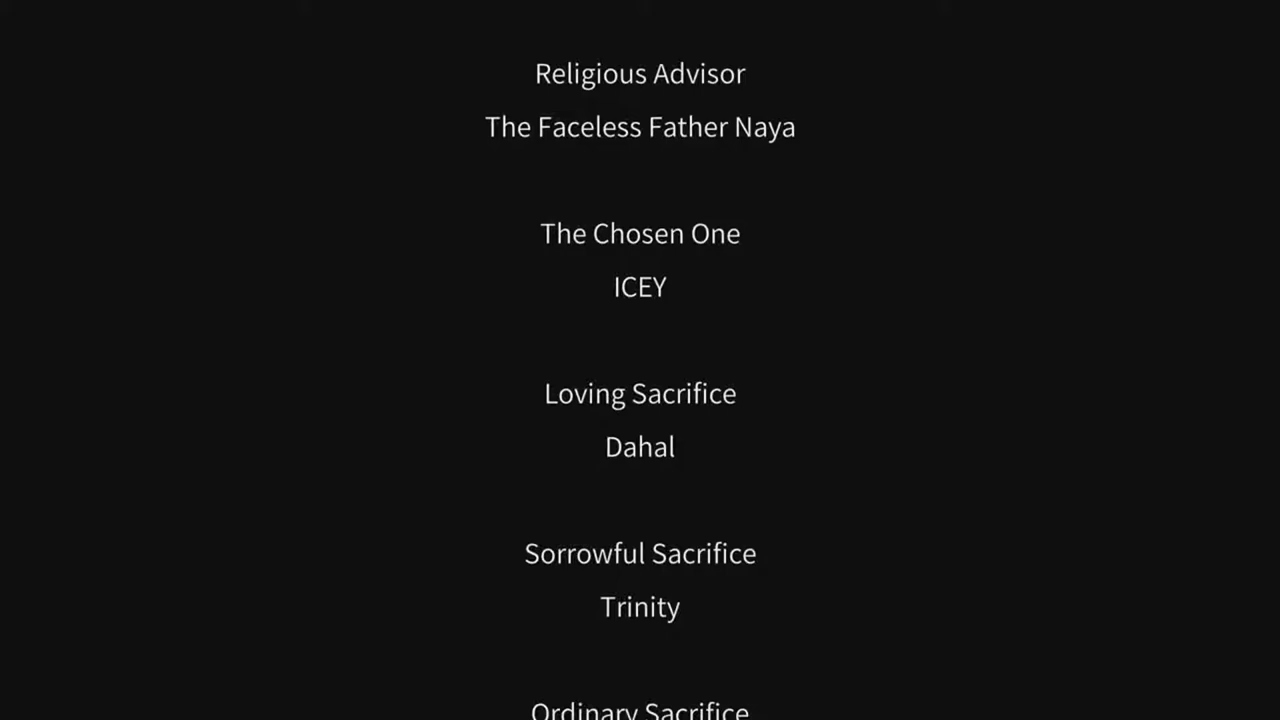 Religious Advisor
The Faceless Father Naya
The Chosen One
ICEY
Loving Sacrifice
Dahal
Sorrowful Sacrifice
Trinity
Ordinary Sacrifice